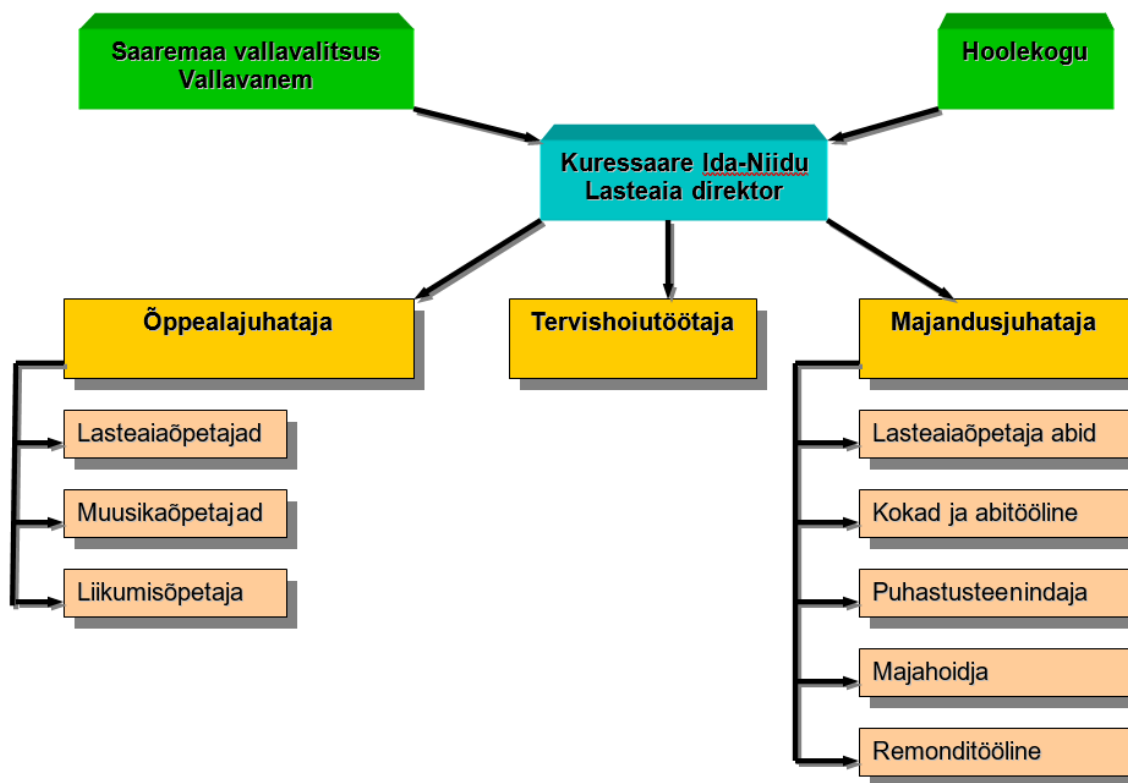 Saaremaa vallavalitsus
Vallavanem
Hoolekogu
Kuressaare Ida-Niidu
Lasteaia direktor
Õppealajuhataja
Tervishoiutöötaja
Majandusjuhataja
Lasteaiaõpetajad
Muusikaõpetajad
Liikumisõpetaja
Lasteaiaõpetaja abid
Kokad ja abitööline
Puhastusteenindaja
Majahoidja
Remonditööline